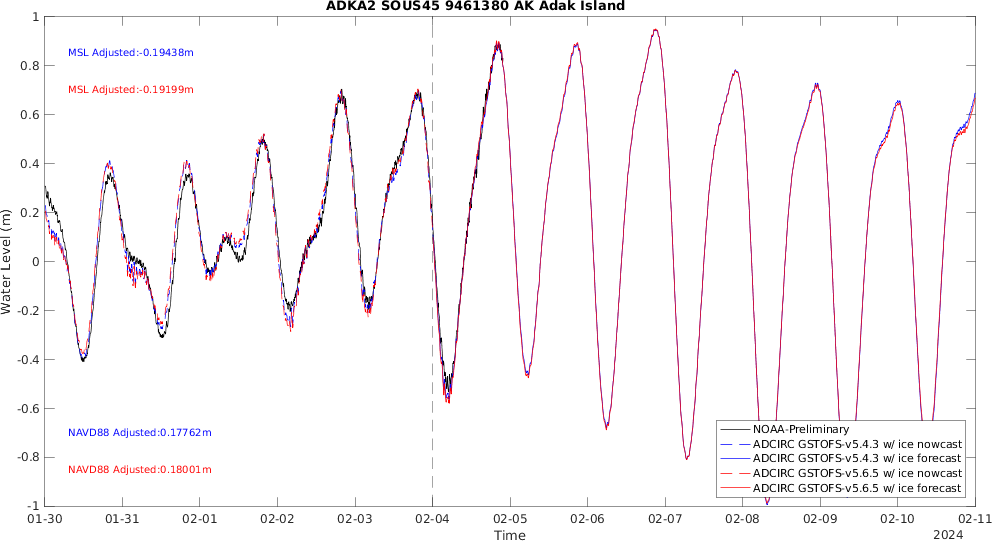 ADKA2 SOUS45 9461380 AK Adak Island
MSL Adjusted:-0.19438m
MSL Adjusted:-0.19199m
NAVD88 Adjusted:0.17762m
NAVD88 Adjusted:0.18001m
Water Level (m)
1
0.8
0.6
0.4
0.2
0
-0.2
-0.4
-0.6
-0.8
-1
NOAA-Preliminary
ADCIRC GSTOFS-v5.4.3 w/ ice nowcast
ADCIRC GSTOFS-v5.4.3 w/ ice forecast
ADCIRC GSTOFS-v5.6.5 w/ ice nowcast
ADCIRC GSTOFS-v5.6.5 w/ ice forecast
01-30 01-31 02-01 02-02 02-03 02-04 02-05 02-06 02-07 02-08 02-09 02-10 02-11
Time
2024